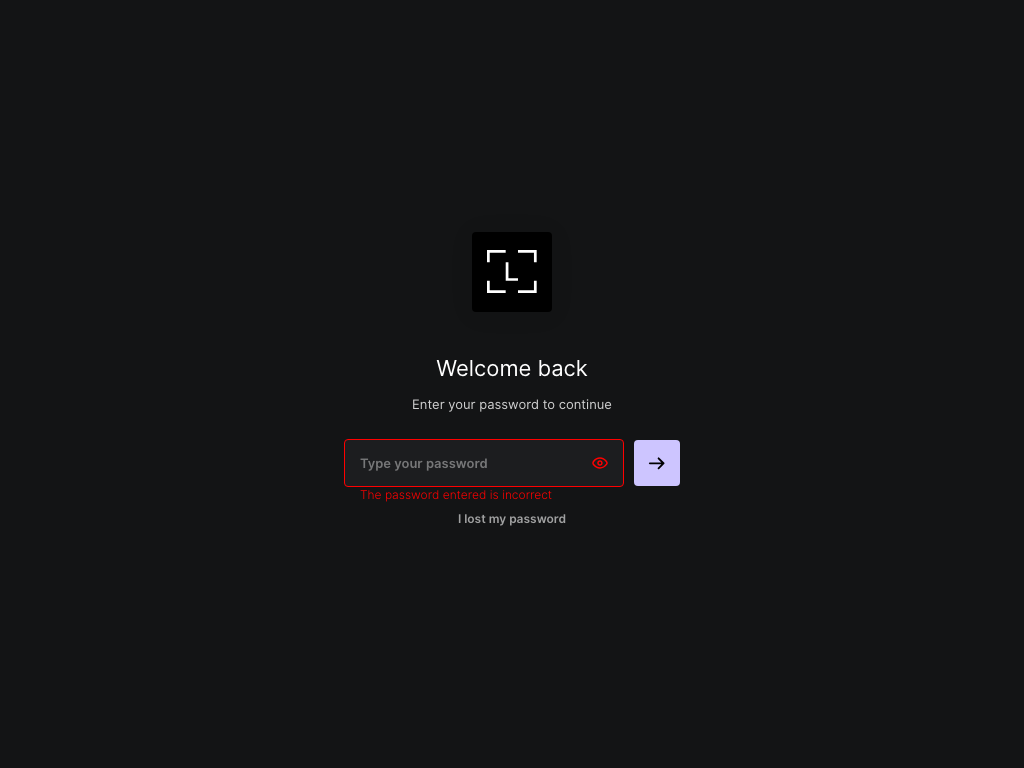 L
Welcome back
Enter your password to continue
Type your password
The password entered is incorrect
I lost my password